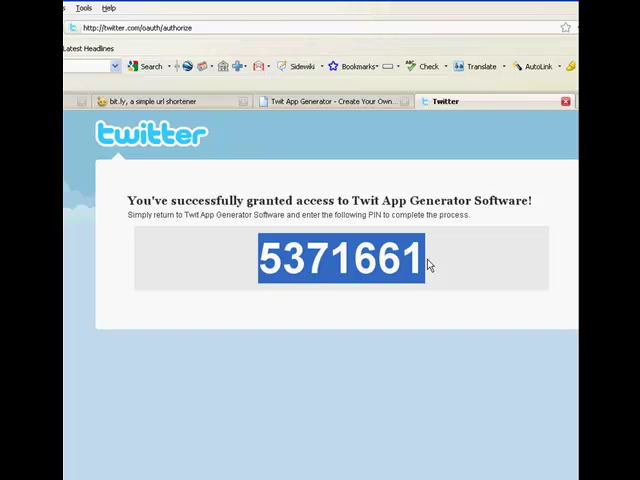 Tools Help
http://twitter.com/oauth/authorize
Latest Headlines
Search Sidewiki Bookmarks Check Translate AutoLink
bit.ly, a simple url shortener Twit App Generator - Create Your Own... Twitter
twitter
You've successfully granted access to Twit App Generator Software!
Simply return to Twit App Generator Software and enter the following PIN to complete the process.
5371661